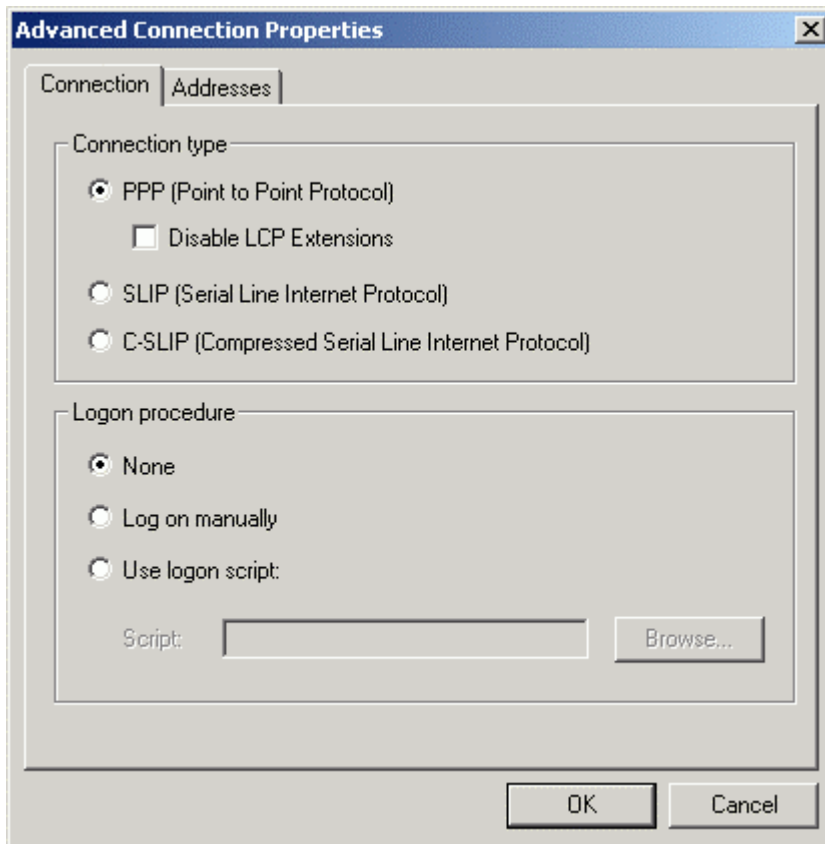 Advanced Connection Properties
Connection Addresses
Connection type
PPP (Point to Point Protocol)
Disable LCP Extensions
SLIP (Serial Line Internet Protocol)
C-SLIP (Compressed Serial Line Internet Protocol)
Logon procedure
None
Log on manually
Use logon script:
Script: Browse...
OK Cancel